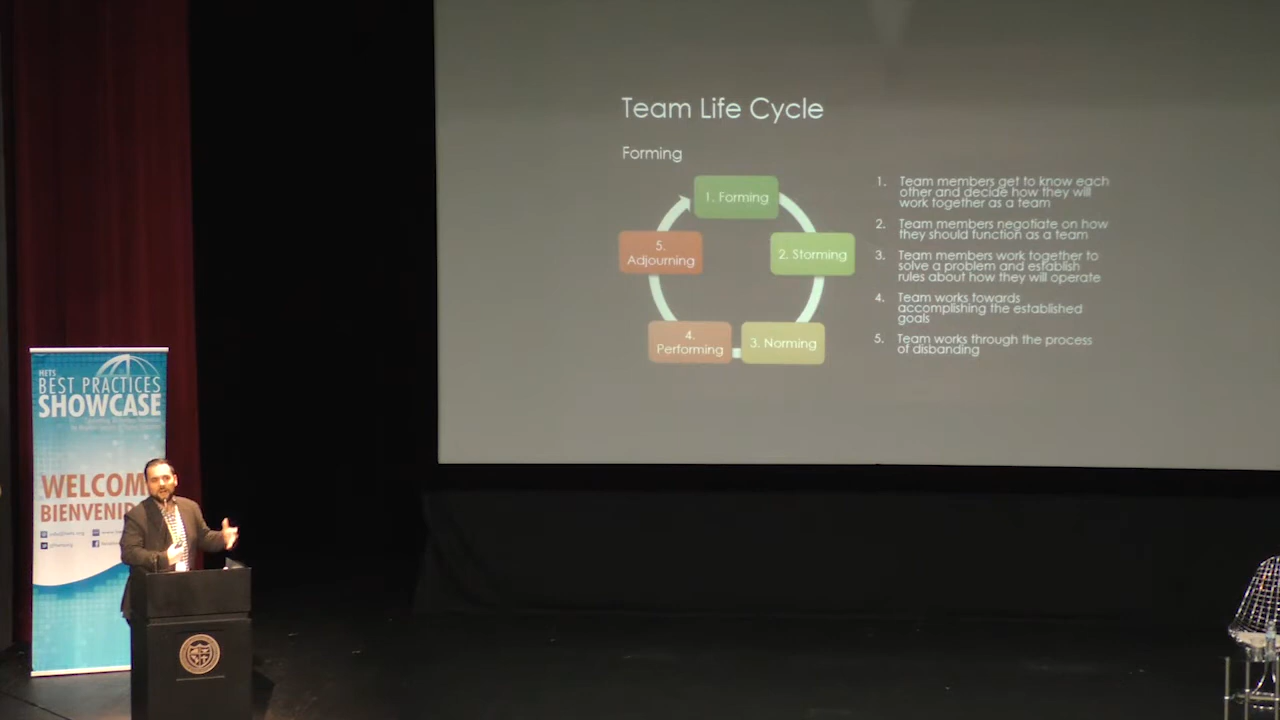 Team Life Cycle
Forming
1. Forming
2. Storming
3. Norming
4.
Performing
5.
Adjourning
1. Team members get to know each
other and decide how they will
work together as a team
2. Team members negotiate on how
they should function as a team
3. Team members work together to
solve a problem and establish
rules about how they will operate
4. Team works towards
accomplishing the established
goals
5. Team works through the process
of disbanding
HETS
BEST PRACTICES
SHOWCASE
WELCOM
BIENVENID